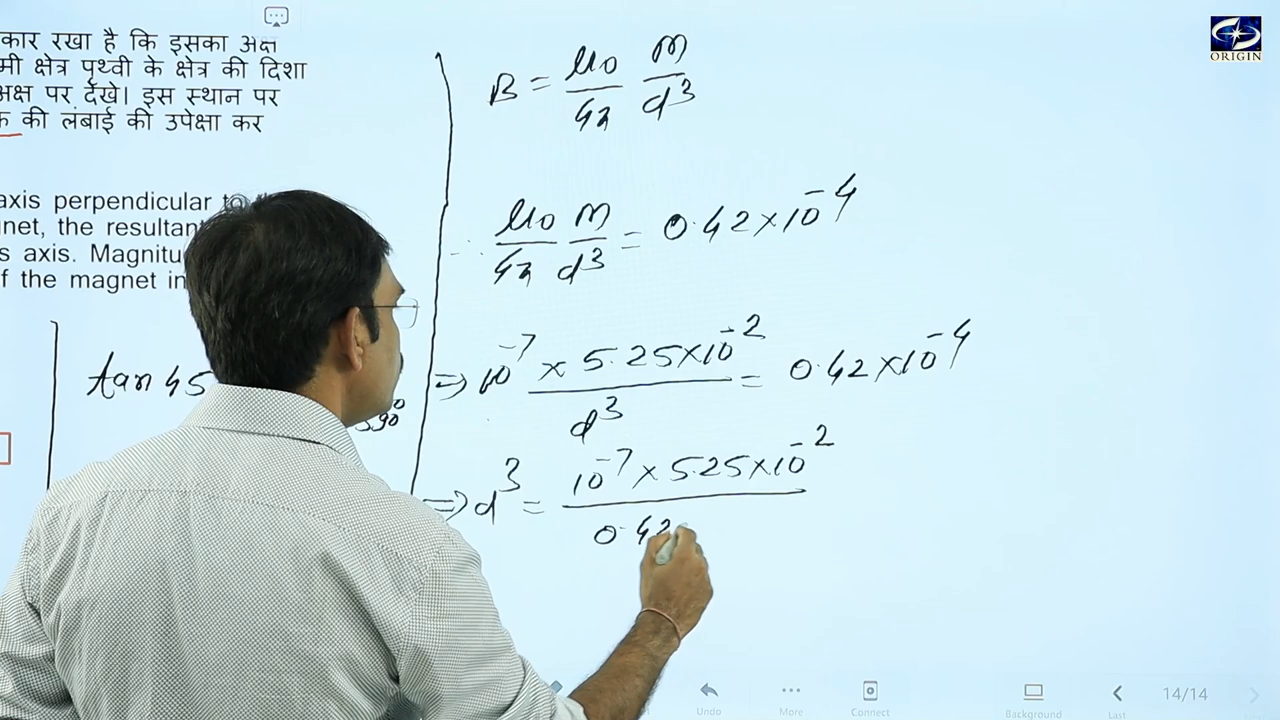 कार रखा है कि इसका अक्ष
मी क्षेत्र पृथ्वी के क्षेत्र की दिशा
अक्ष पर देखे। इस स्थान पर
क की लंबाई की उपेक्षा कर
axis perpendicular to
gnet, the resultant
s axis. Magnitu
f the magnet in
tan 45
90°
B = μ0/4π m/d³
∴ μ0/4π m/d³ = 0.42×10⁻⁴
⇒ 10⁻⁷ × 5.25×10⁻²/d³ = 0.42×10⁻⁴
⇒ d³ = 10⁻⁷ × 5.25×10⁻²/0.42
ORIGIN
Undo
More
Connect
Background
Last
14/14